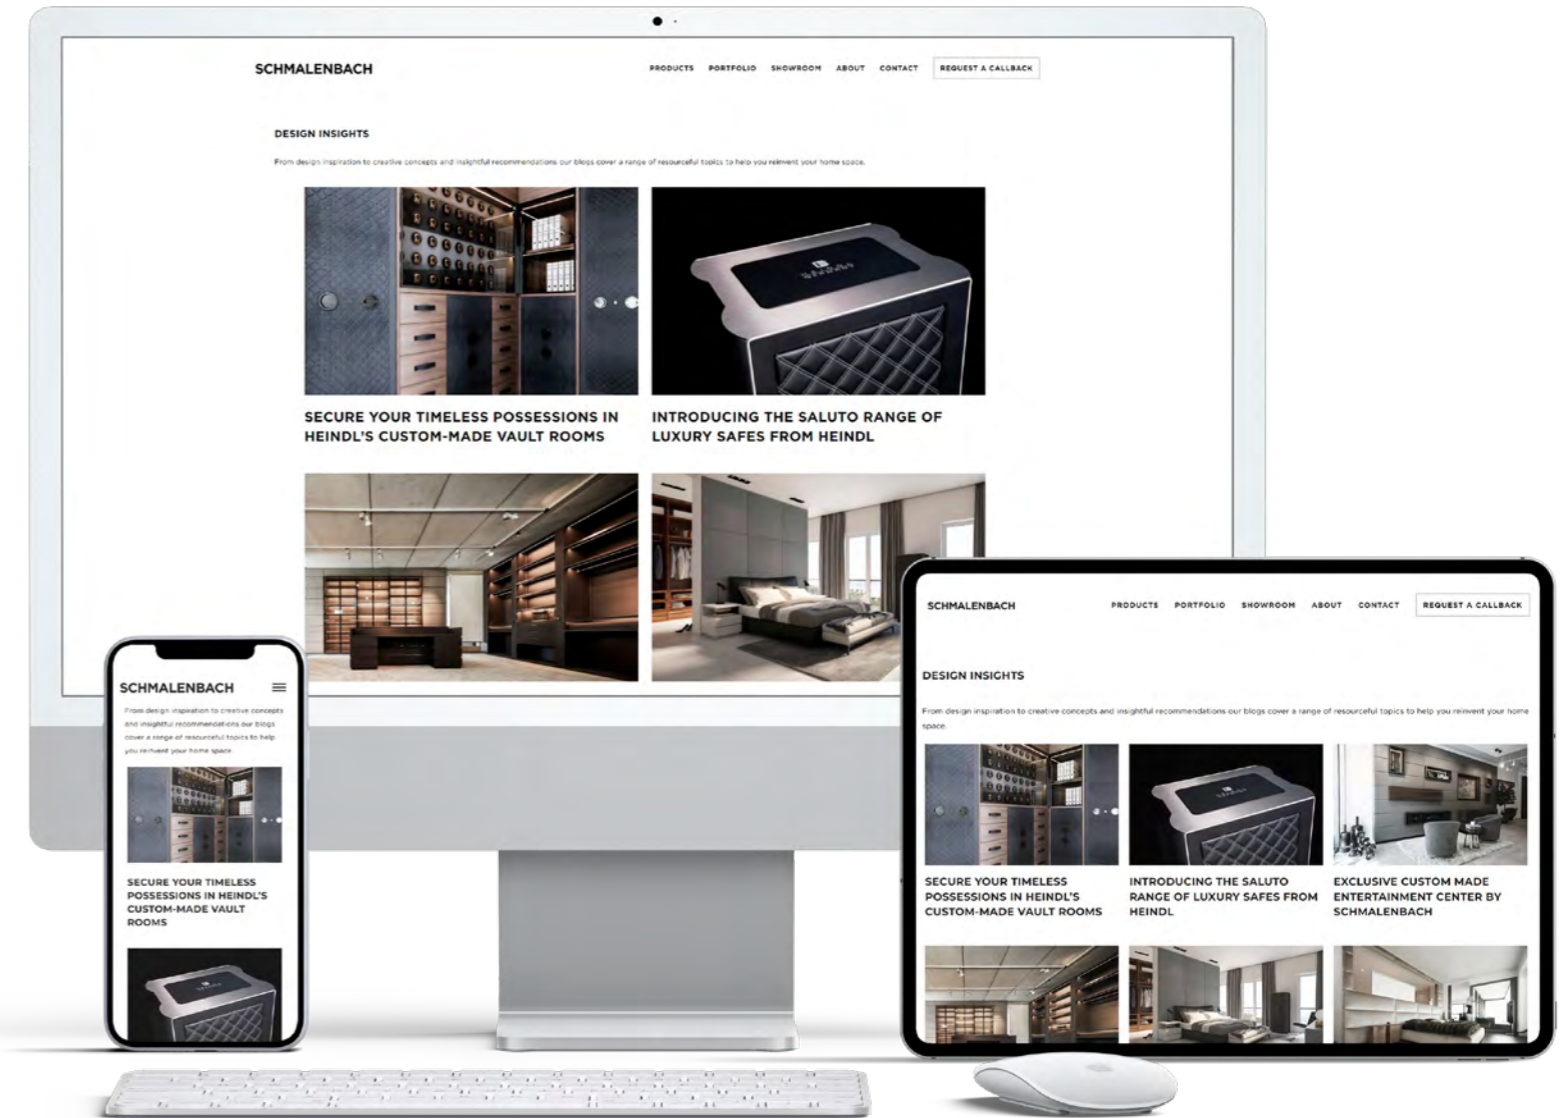 SCHMALENBACH
PRODUCTS PORTFOLIO SHOWROOM ABOUT CONTACT REQUEST A CALLBACK
DESIGN INSIGHTS
From design inspiration to creative concepts and insightful recommendations our blogs cover a range of resourceful topics to help you reinvent your home space.
SECURE YOUR TIMELESS POSSESSIONS IN
HEINDL'S CUSTOM-MADE VAULT ROOMS
INTRODUCING THE SALUTO RANGE OF
LUXURY SAFES FROM HEINDL
SCHMALENBACH
From design inspiration to creative concepts
and insightful recommendations our blogs
cover a range of resourceful topics to help
you reinvent your home space.
SECURE YOUR TIMELESS
POSSESSIONS IN HEINDL'S
CUSTOM-MADE VAULT
ROOMS
SCHMALENBACH
PRODUCTS PORTFOLIO SHOWROOM ABOUT CONTACT REQUEST A CALLBACK
DESIGN INSIGHTS
From design inspiration to creative concepts and insightful recommendations our blogs cover a range of resourceful topics to help you reinvent your home
space.
SECURE YOUR TIMELESS
POSSESSIONS IN HEINDL'S
CUSTOM-MADE VAULT ROOMS
INTRODUCING THE SALUTO
RANGE OF LUXURY SAFES FROM
HEINDL
EXCLUSIVE CUSTOM MADE
ENTERTAINMENT CENTER BY
SCHMALENBACH